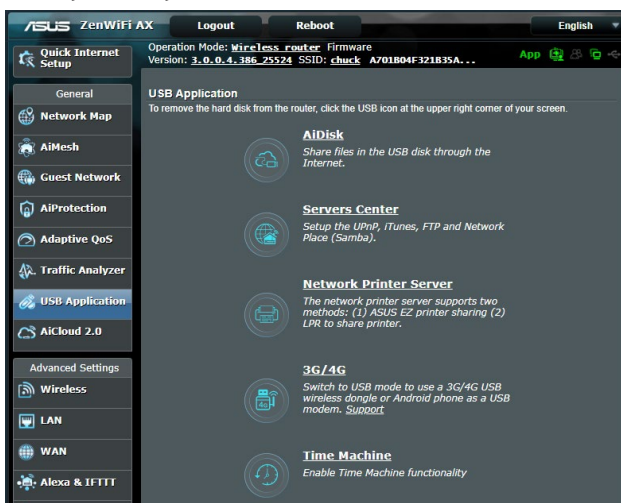 ASUS ZenWiFi AX Logout Reboot English
Quick Internet Setup
Operation Mode: Wireless router Firmware
Version: 3.0.0.4.386_25524 SSID: chuck A701B04F321B35A...
App
General
Network Map
AiMesh
Guest Network
AiProtection
Adaptive QoS
Traffic Analyzer
USB Application
AiCloud 2.0
Advanced Settings
Wireless
LAN
WAN
Alexa & IFTTT
USB Application
To remove the hard disk from the router, click the USB icon at the upper right corner of your screen.
AiDisk
Share files in the USB disk through the
Internet.
Servers Center
Setup the UPnP, iTunes, FTP and Network
Place (Samba).
Network Printer Server
The network printer server supports two
methods: (1) ASUS EZ printer sharing (2)
LPR to share printer.
3G/4G
4G
Switch to USB mode to use a 3G/4G USB
wireless dongle or Android phone as a USB
modem. Support
Time Machine
Enable Time Machine functionality